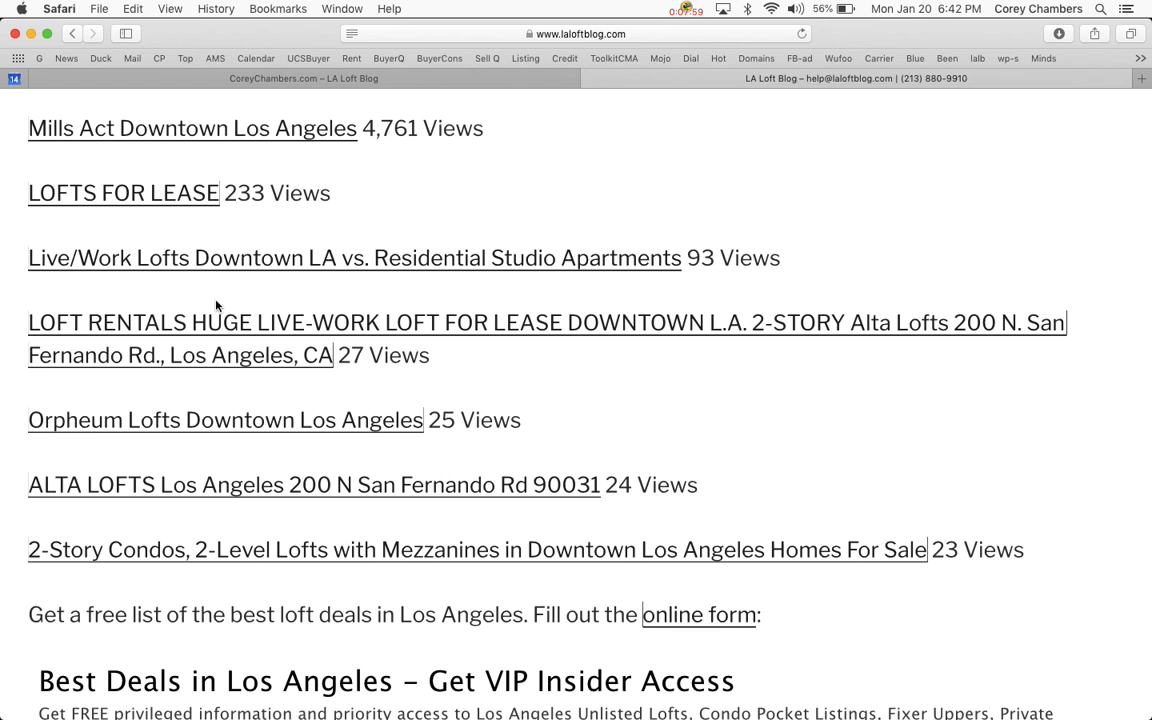 Safari File Edit View History Bookmarks Window Help 0:07:59 56% Mon Jan 20 6:42 PM Corey Chambers
www.laloftblog.com
G News Duck Mail CP Top AMS Calendar UCSBuyer Rent BuyerQ BuyerCons Sell Q Listing Credit ToolkitCMA Mojo Dial Hot Domains FB-ad Wufoo Carrier Blue Been lalb wp-s Minds
14 CoreyChambers.com – LA Loft Blog LA Loft Blog – help@laloftblog.com | (213) 880-9910
Mills Act Downtown Los Angeles 4,761 Views
LOFTS FOR LEASE 233 Views
Live/Work Lofts Downtown LA vs. Residential Studio Apartments 93 Views
LOFT RENTALS HUGE LIVE-WORK LOFT FOR LEASE DOWNTOWN L.A. 2-STORY Alta Lofts 200 N. San
Fernando Rd., Los Angeles, CA 27 Views
Orpheum Lofts Downtown Los Angeles 25 Views
ALTA LOFTS Los Angeles 200 N San Fernando Rd 90031 24 Views
2-Story Condos, 2-Level Lofts with Mezzanines in Downtown Los Angeles Homes For Sale 23 Views
Get a free list of the best loft deals in Los Angeles. Fill out the online form:
Best Deals in Los Angeles – Get VIP Insider Access
Get FREE privileged information and priority access to Los Angeles Unlisted Lofts, Condo Pocket Listings, Fixer Uppers, Private